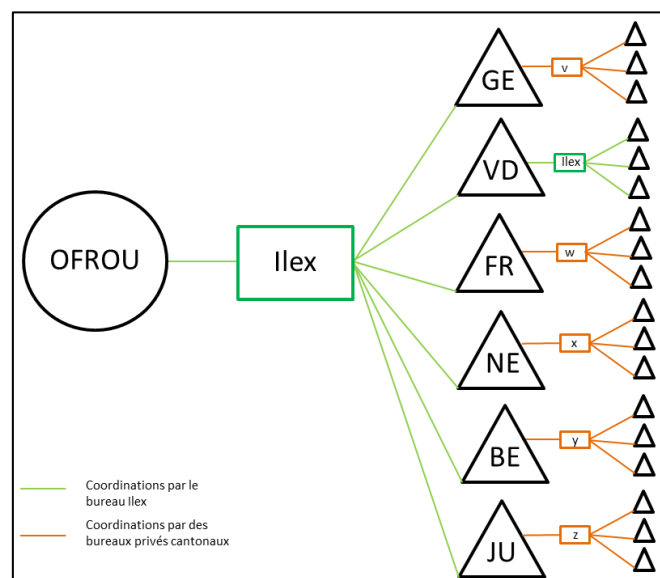 GE
v
VD
Ilex
OFROU
Ilex
FR
w
NE
x
BE
y
Coordinations par le
bureau Ilex
Coordinations par des
bureaux privés cantonaux
JU
z